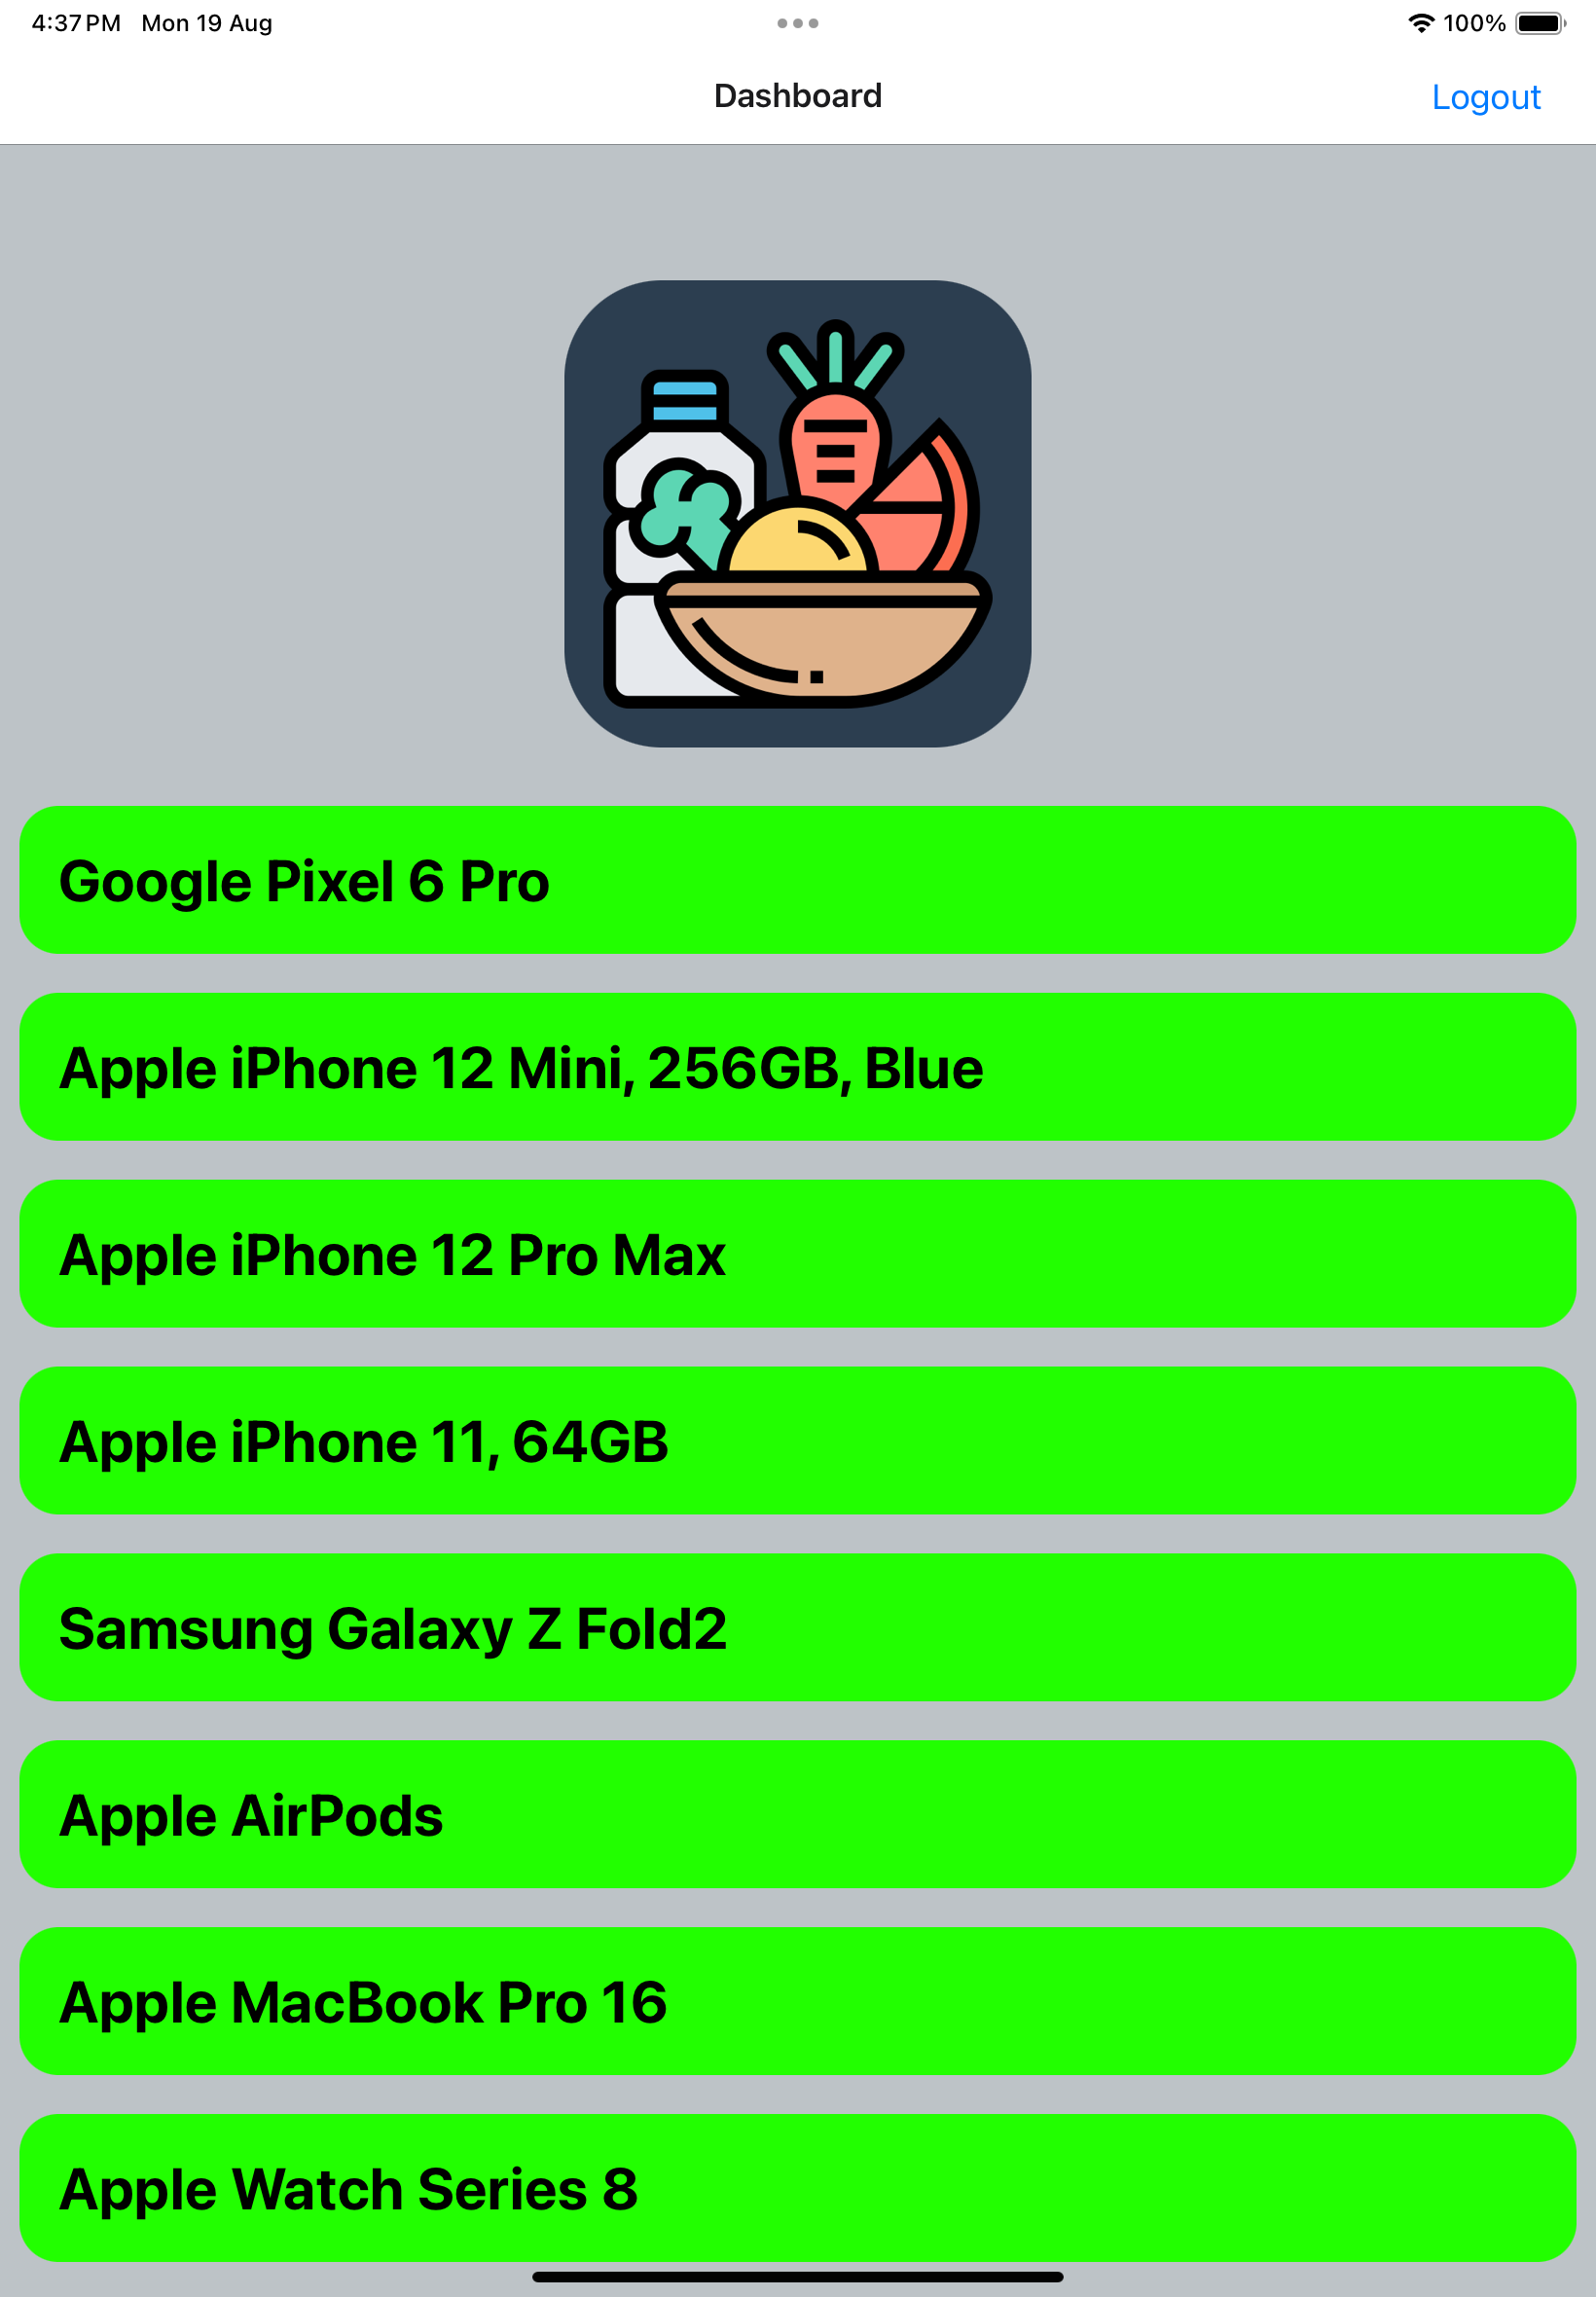 4:37 PM Mon 19 Aug
100%
Dashboard
Logout
Google Pixel 6 Pro
Apple iPhone 12 Mini, 256GB, Blue
Apple iPhone 12 Pro Max
Apple iPhone 11, 64GB
Samsung Galaxy Z Fold2
Apple AirPods
Apple MacBook Pro 16
Apple Watch Series 8